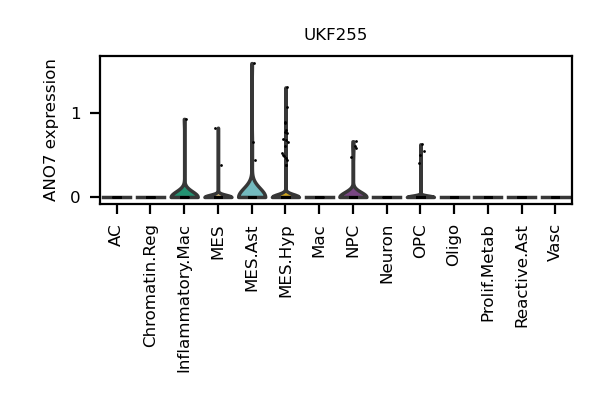 UKF255
ANO7 expression
1
0
AC
Chromatin.Reg
Inflammatory.Mac
MES
MES.Ast
MES.Hyp
Mac
NPC
Neuron
OPC
Oligo
Prolif.Metab
Reactive.Ast
Vasc